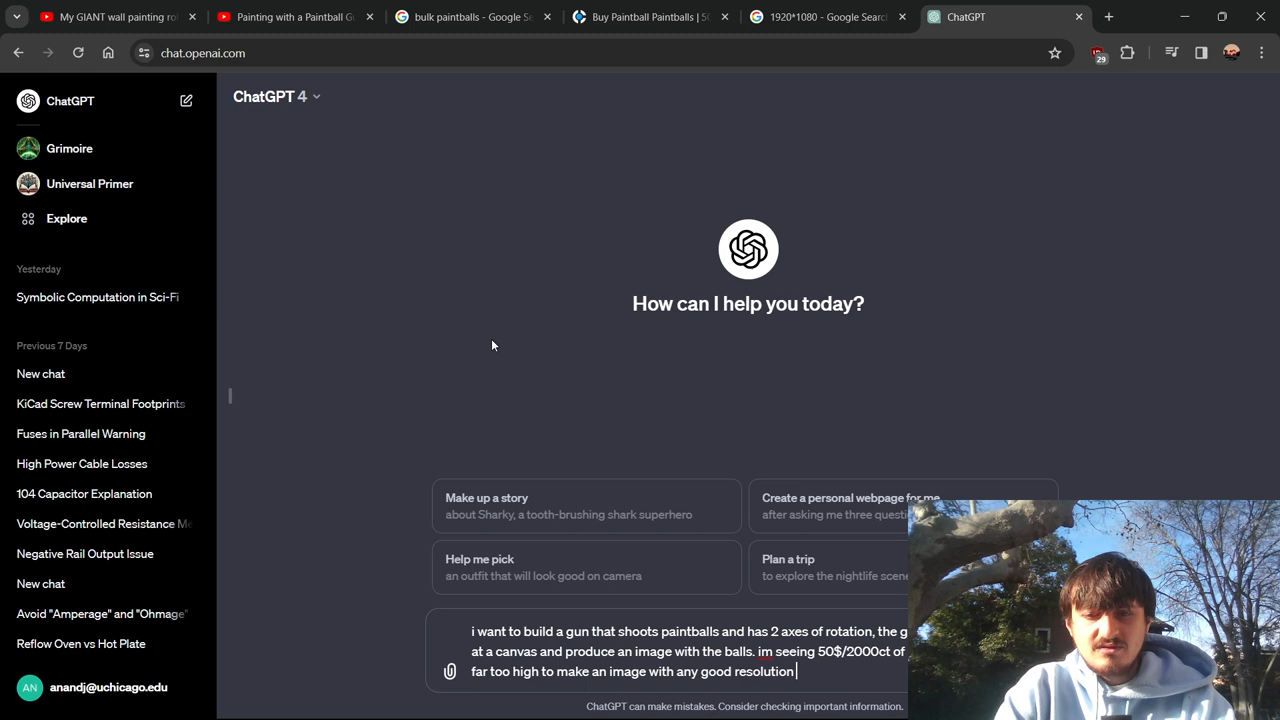 My GIANT wall painting ro
Painting with a Paintball G
bulk paintballs - Google Se
Buy Paintball Paintballs | 50
1920*1080 - Google Searc
ChatGPT
chat.openai.com
29
ChatGPT
ChatGPT 4
Grimoire
Universal Primer
Explore
Yesterday
Symbolic Computation in Sci-Fi
Previous 7 Days
New chat
KiCad Screw Terminal Footprints
Fuses in Parallel Warning
High Power Cable Losses
104 Capacitor Explanation
Voltage-Controlled Resistance Me
Negative Rail Output Issue
New chat
Avoid "Amperage" and "Ohmage"
Reflow Oven vs Hot Plate
AN
anandj@uchicago.edu
How can I help you today?
Make up a story
about Sharky, a tooth-brushing shark superhero
Create a personal webpage for me
after asking me three questi
Help me pick
an outfit that will look good on camera
Plan a trip
to explore the nightlife scene
i want to build a gun that shoots paintballs and has 2 axes of rotation, the g
at a canvas and produce an image with the balls. im seeing 50$/2000ct of
far too high to make an image with any good resolution
ChatGPT can make mistakes. Consider checking important information.